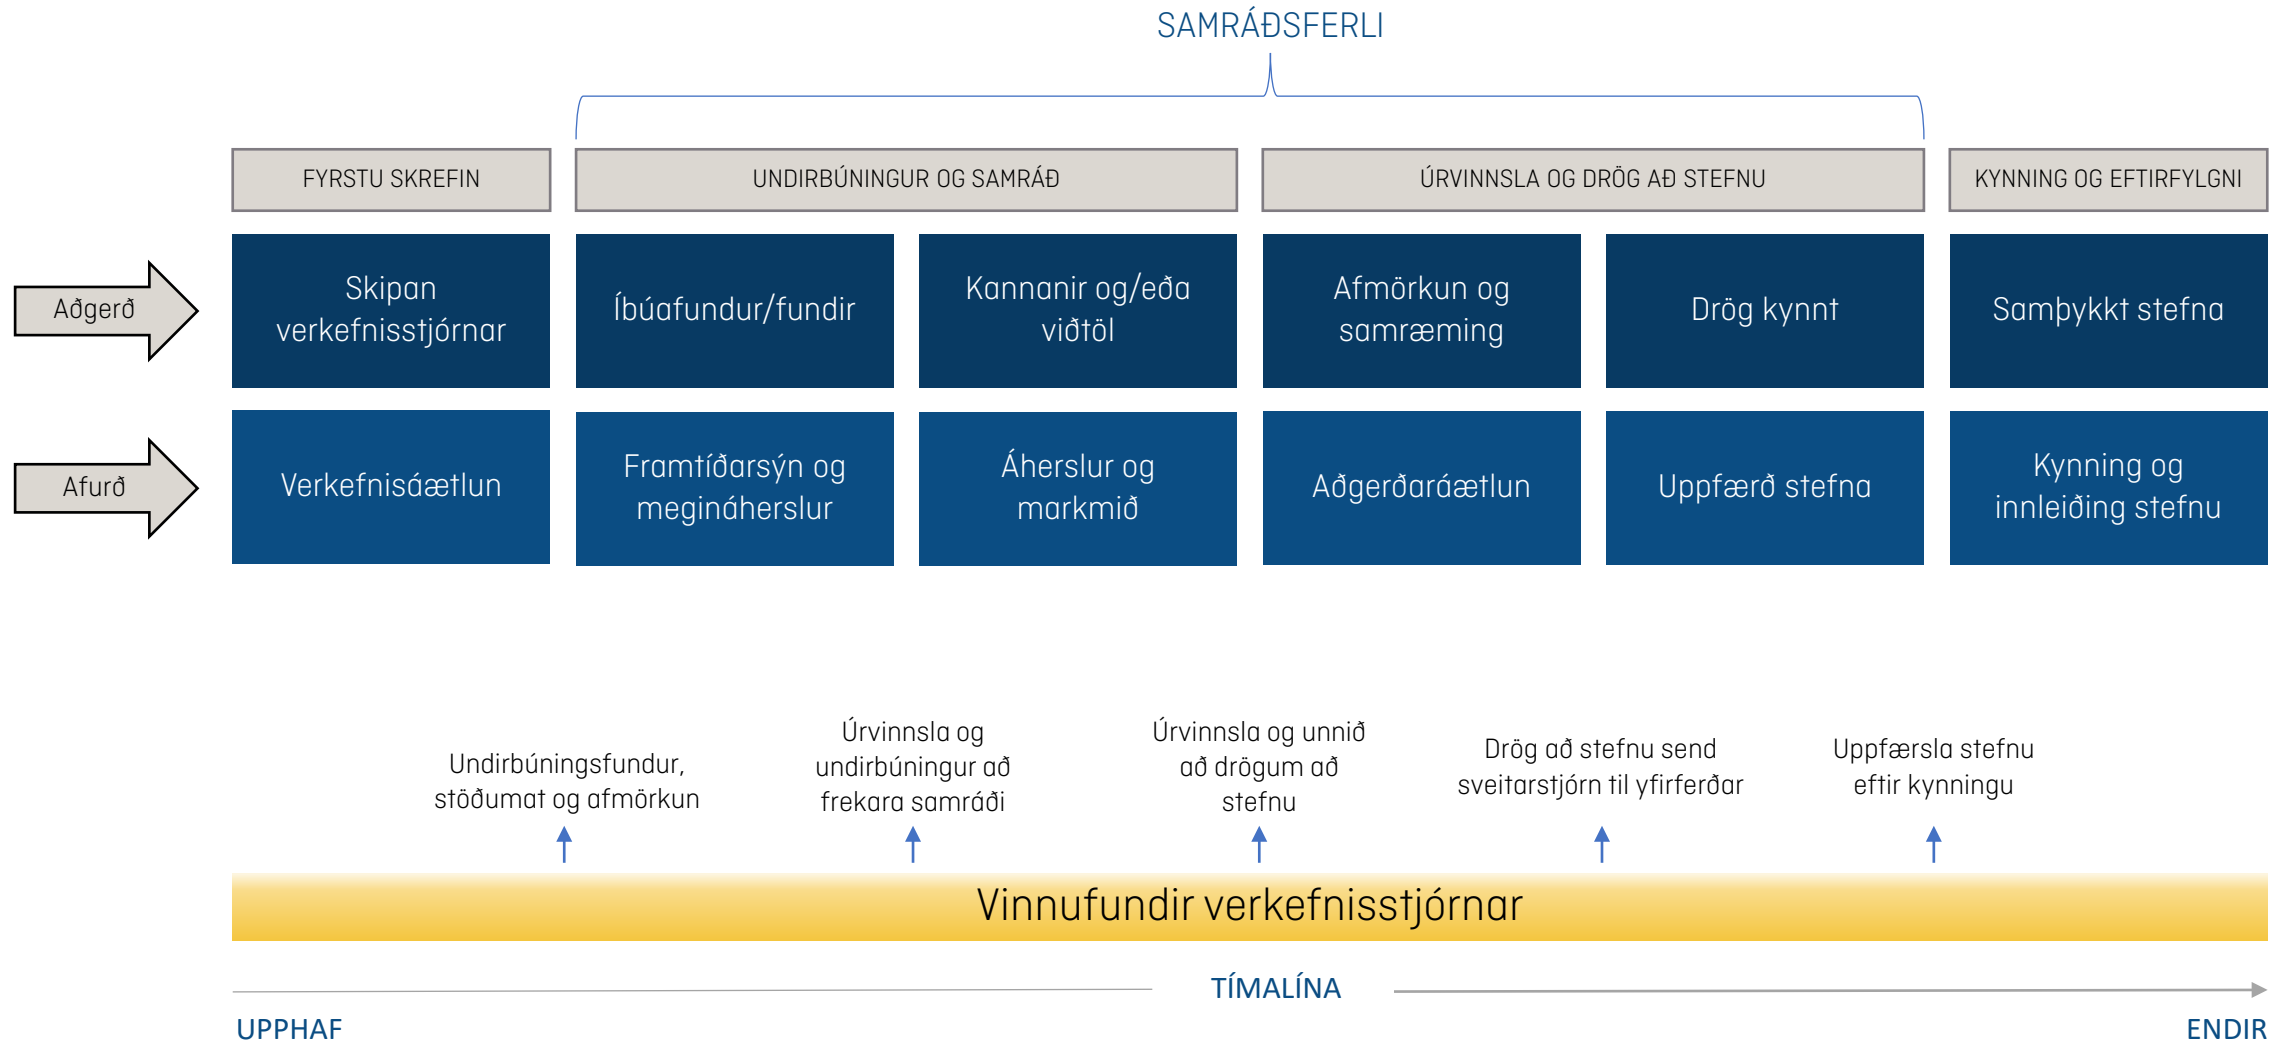 SAMRÁÐSFERLI
FYRSTU SKREFIN
UNDIRBÚNINGUR OG SAMRÁÐ
ÚRVINNSLA OG DRÖG AÐ STEFNU
KYNNING OG EFTIRFYLGNI
Aðgerð
Skipan
verkefnisstjórnar
Íbúafundur/fundir
Kannanir og/eða
viðtöl
Afmörkun og
samræming
Drög kynnt
Samþykkt stefna
Afurð
Verkefnisáætlun
Framtíðarsýn og
megináherslur
Áherslur og
markmið
Aðgerðaráætlun
Uppfærð stefna
Kynning og
innleiðing stefnu
Undirbúningsfundur,
stöðumat og afmörkun
Úrvinnsla og
undirbúningur að
frekara samráði
Úrvinnsla og unnið
að drögum að
stefnu
Drög að stefnu send
sveitarstjórn til yfirferðar
Uppfærsla stefnu
eftir kynningu
Vinnufundir verkefnisstjórnar
TÍMALÍNA
UPPHAF
ENDIR